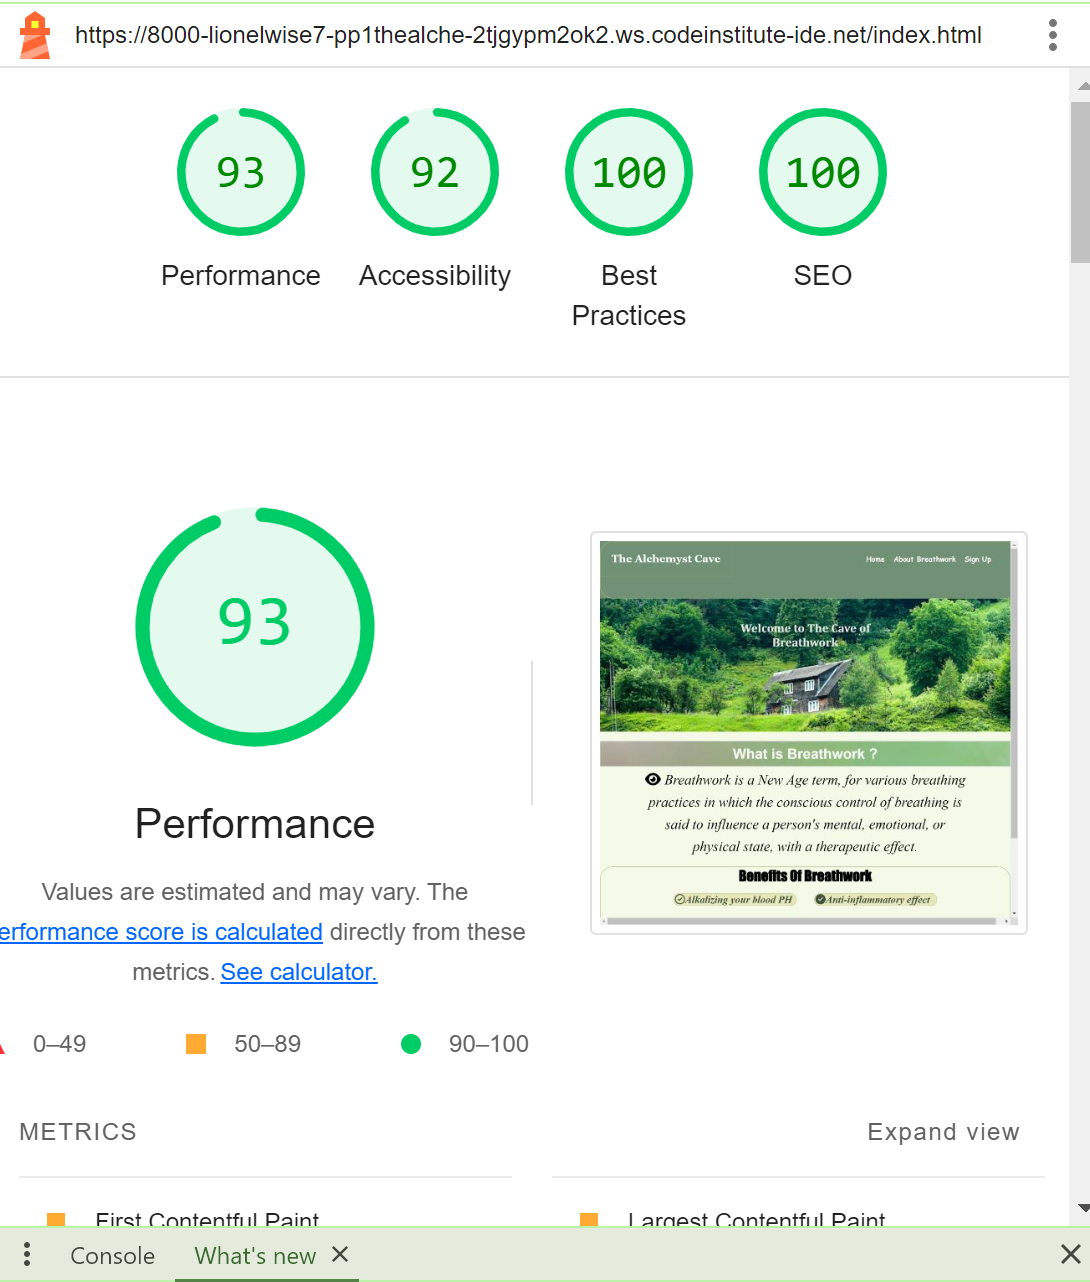 https://8000-lionelwise7-pp1thealche-2tjgypm2ok2.ws.codeinstitute-ide.net/index.html
93
92
100
100
Performance
Accessibility
Best
Practices
SEO
93
Performance
Values are estimated and may vary. The
erformance score is calculated directly from these
metrics. See calculator.
0–49
50–89
90–100
The Alchemyst Cave
Home About Breathwork Sign Up
Welcome to The Cave of
Breathwork
What is Breathwork ?
Breathwork is a New Age term, for various breathing
practices in which the conscious control of breathing is
said to influence a person's mental, emotional, or
physical state, with a therapeutic effect.
Benefits Of Breathwork
Alkalizing your blood PH
Anti-inflammatory effect
METRICS
Expand view
First Contentful Paint
Largest Contentful Paint
Console
What's new